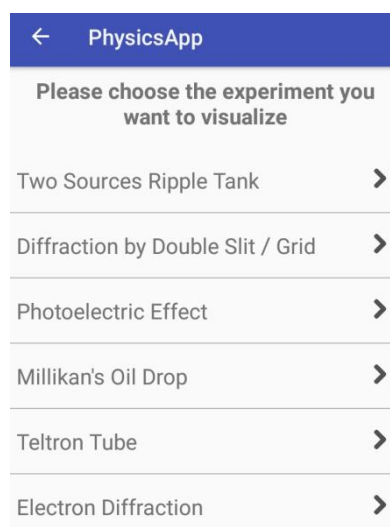 PhysicsApp
Please choose the experiment you
want to visualize
Two Sources Ripple Tank
Diffraction by Double Slit / Grid
Photoelectric Effect
Millikan's Oil Drop
Teltron Tube
Electron Diffraction